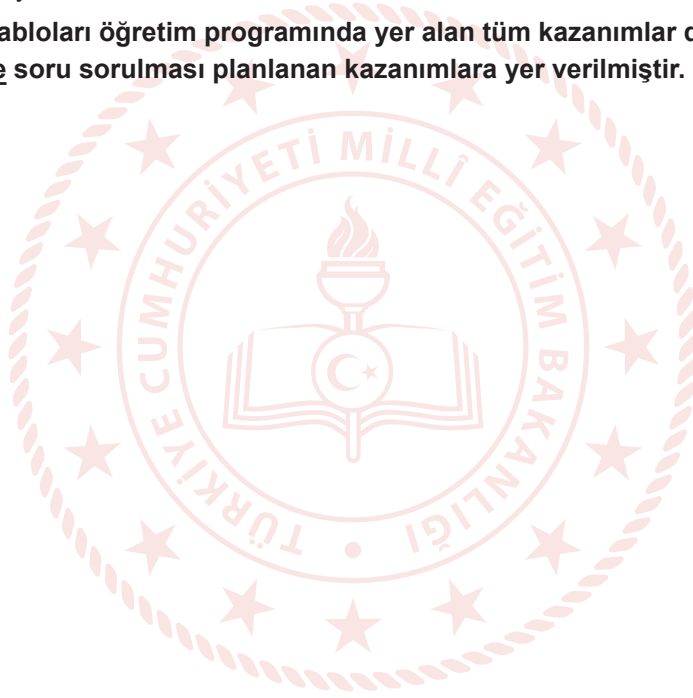 abloları öğretim programında yer alan tüm kazanımlar
e soru sorulması planlanan kazanımlara yer verilmiştir.
TÜRKİYE CUMHURİYETİ MİLLÎ EĞİTİM BAKANLIĞI